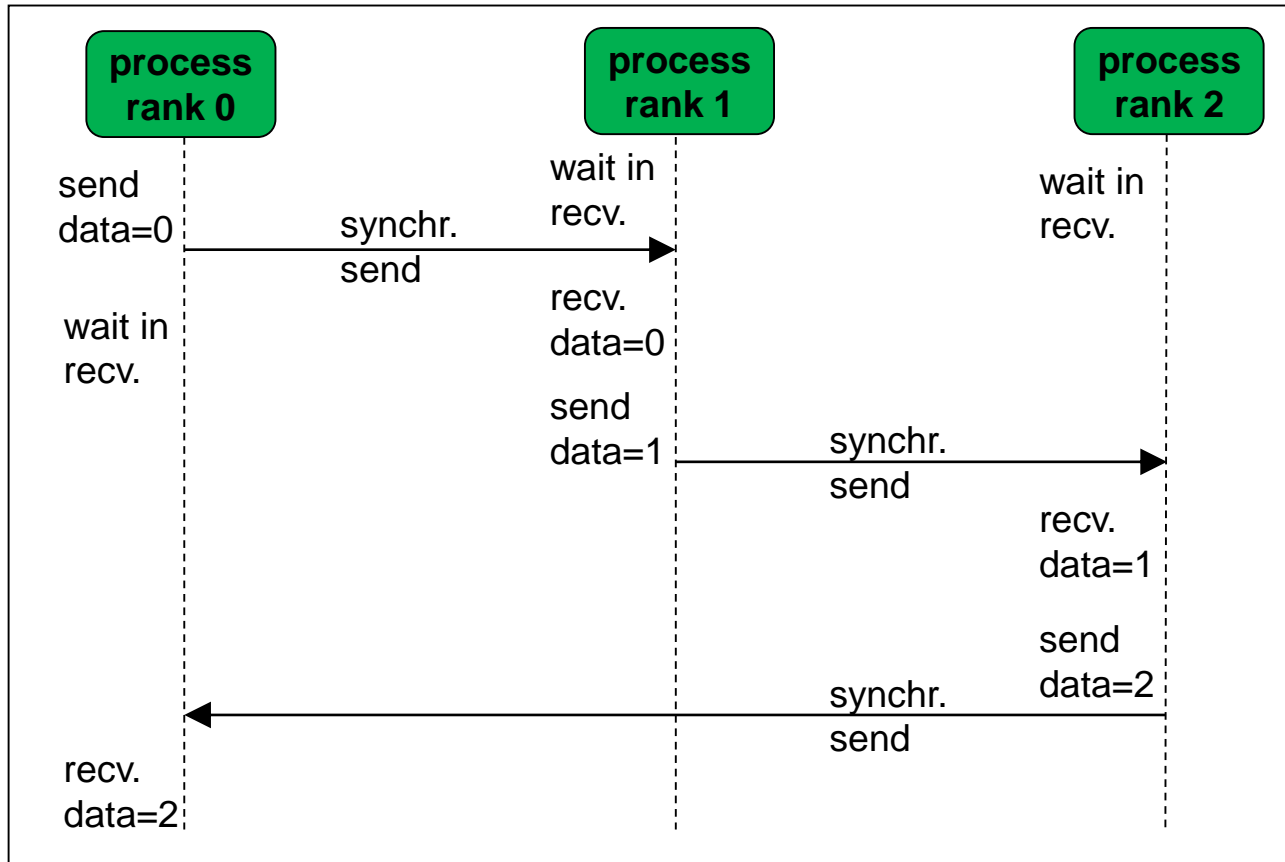 process
rank 0
process
rank 1
process
rank 2
send
data=0
wait in
recv.
wait in
recv.
synchr.
send
wait in
recv.
recv.
data=0
send
data=1
synchr.
send
recv.
data=1
send
data=2
synchr.
send
recv.
data=2